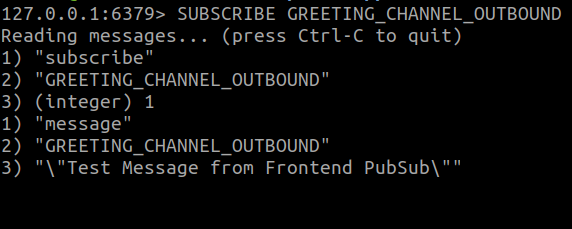 127.0.0.1:6379> SUBSCRIBE GREETING_CHANNEL_OUTBOUND
Reading messages... (press Ctrl-C to quit)
1) "subscribe"
2) "GREETING_CHANNEL_OUTBOUND"
3) (integer) 1
1) "message"
2) "GREETING_CHANNEL_OUTBOUND"
3) "\"Test Message from Frontend PubSub\""